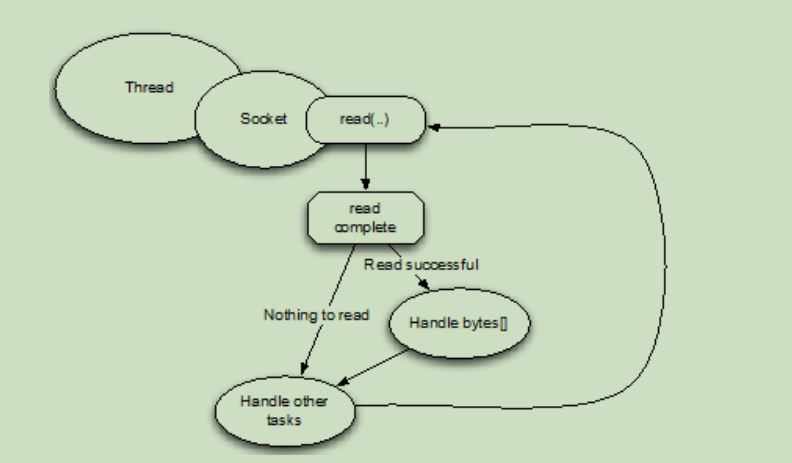 Thread
Socket
read(..)
read
complete
Read successful
Nothing to read
Handle bytes[]
Handle other
tasks